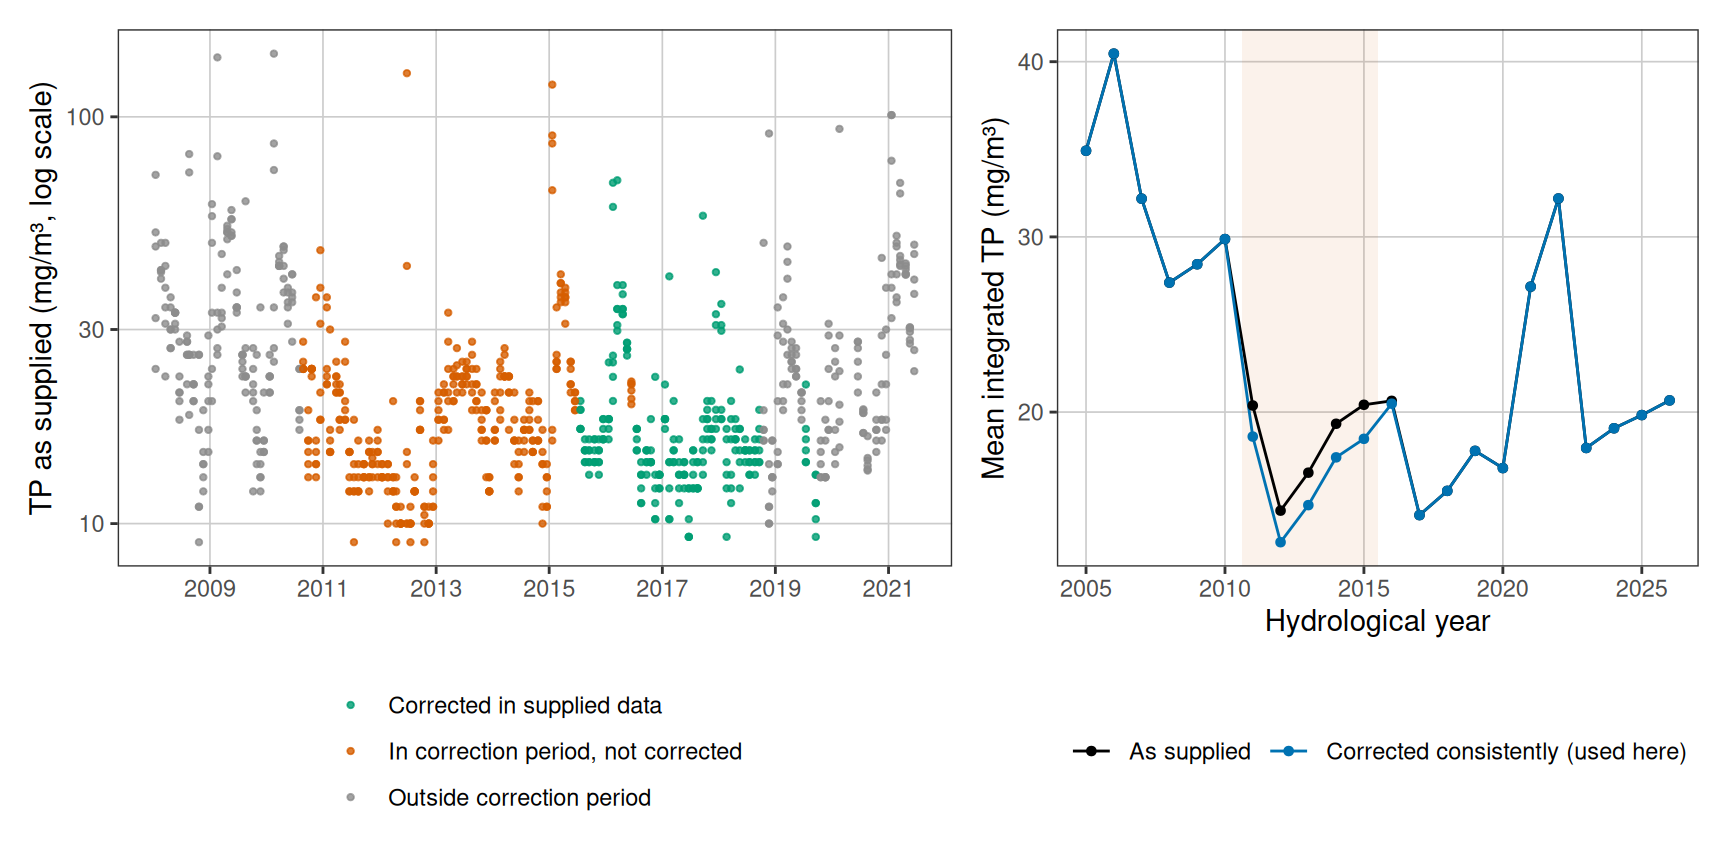 TP as supplied (mg/m³, log scale)
100
30
10
2009 2011 2013 2015 2017 2019 2021
Corrected in supplied data
In correction period, not corrected
Outside correction period
Mean integrated TP (mg/m³)
40
30
20
2005 2010 2015 2020 2025
Hydrological year
As supplied Corrected consistently (used here)